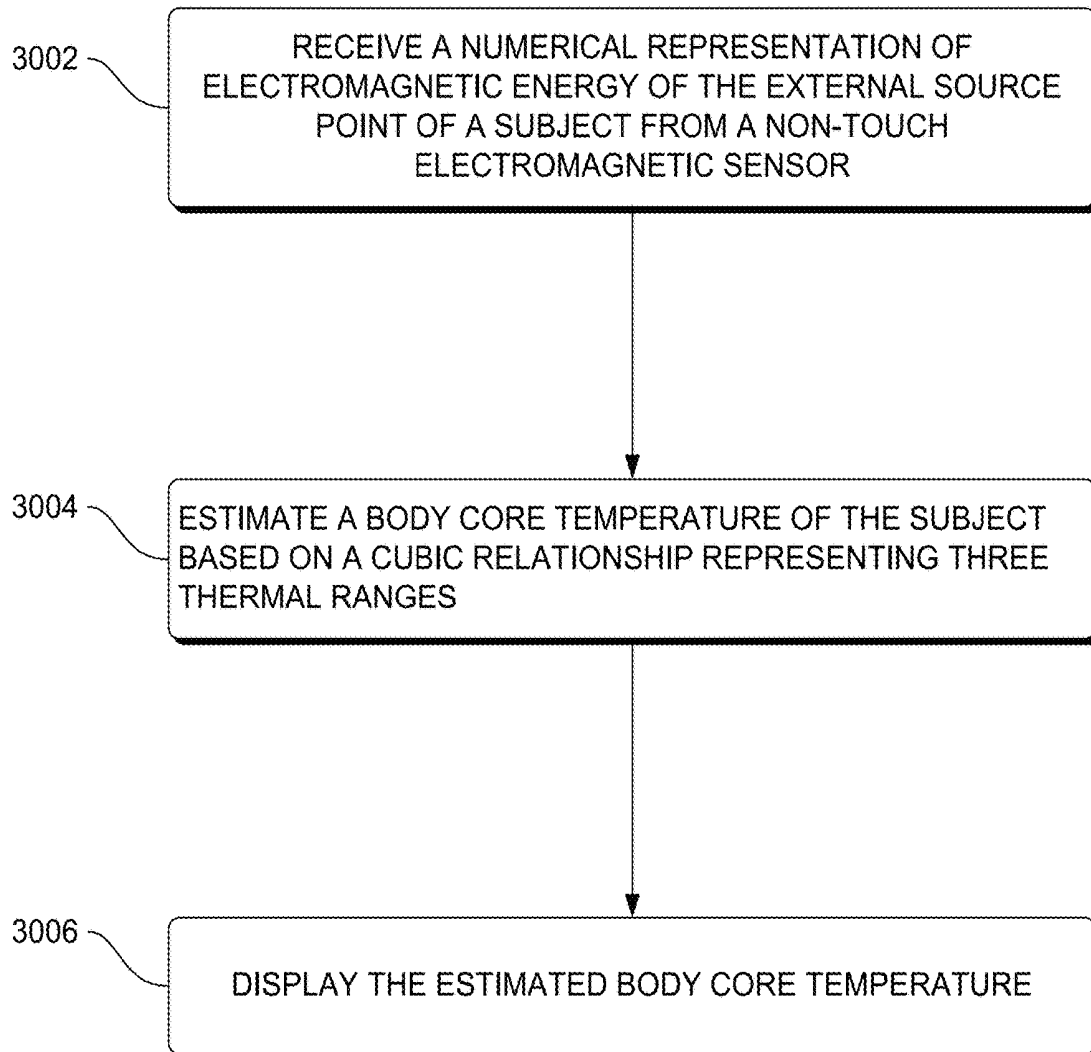 3002
RECEIVE A NUMERICAL REPRESENTATION OF
ELECTROMAGNETIC ENERGY OF THE EXTERNAL SOURCE
POINT OF A SUBJECT FROM A NON-TOUCH
ELECTROMAGNETIC SENSOR
3004
ESTIMATE A BODY CORE TEMPERATURE OF THE SUBJECT
BASED ON A CUBIC RELATIONSHIP REPRESENTING THREE
THERMAL RANGES
3006
DISPLAY THE ESTIMATED BODY CORE TEMPERATURE